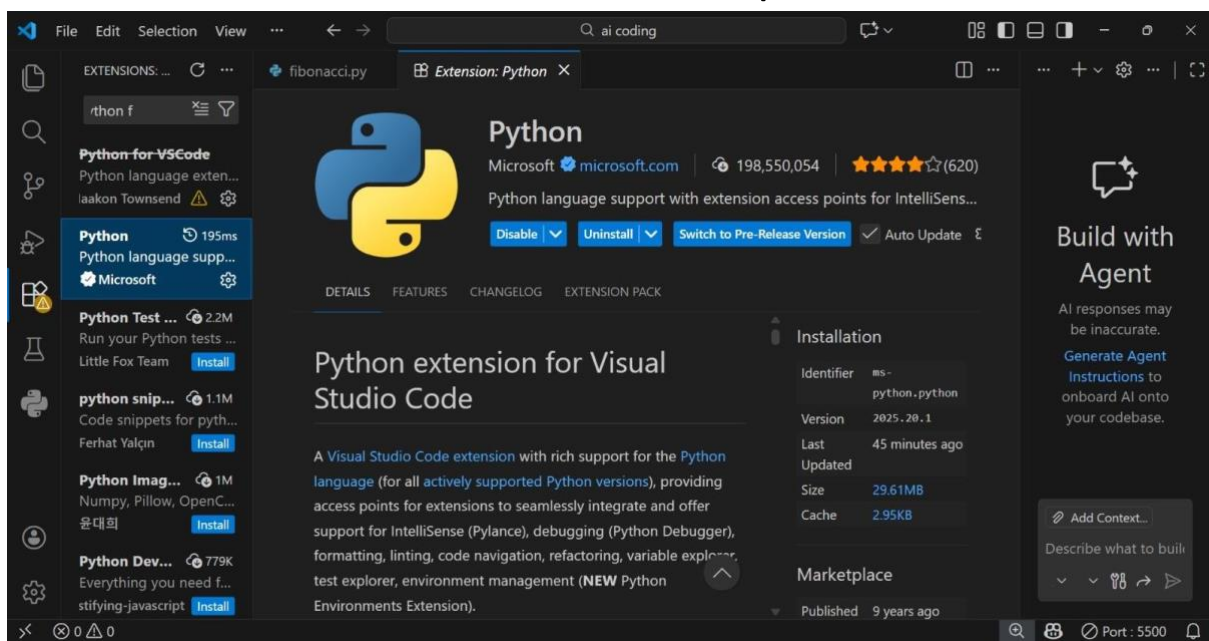 File Edit Selection View ... ai coding
EXTENSIONS: ...
fibonacci.py Extension: Python
thon f
Python for VSCode
Python language exten...
laakon Townsend
Python 195ms
Python language supp...
Microsoft
Python Test ... 2.2M
Run your Python tests ...
Little Fox Team Install
python snip... 1.1M
Code snippets for pyth...
Ferhat Yalçın Install
Python Imag... 1M
Numpy, Pillow, OpenC...
윤대희 Install
Python Dev... 779K
Everything you need f...
stifying-javascript Install
Python
Microsoft microsoft.com 198,550,054 (620)
Python language support with extension access points for IntelliSens...
Disable Uninstall Switch to Pre-Release Version Auto Update
DETAILS FEATURES CHANGELOG EXTENSION PACK
Python extension for Visual
Studio Code
A Visual Studio Code extension with rich support for the Python
language (for all actively supported Python versions), providing
access points for extensions to seamlessly integrate and offer
support for IntelliSense (Pylance), debugging (Python Debugger),
formatting, linting, code navigation, refactoring, variable explorer,
test explorer, environment management (NEW Python
Environments Extension).
Installation
Identifier ms-
python.python
Version 2025.20.1
Last 45 minutes ago
Updated
Size 29.61MB
Cache 2.95KB
Marketplace
Published 9 years ago
Build with
Agent
AI responses may
be inaccurate.
Generate Agent
Instructions to
onboard AI onto
your codebase.
Add Context...
Describe what to buil
0 0 Port : 5500